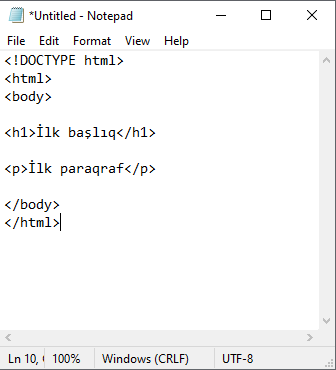 *Untitled - Notepad
File Edit Format View Help
<!DOCTYPE html>
<html>
<body>
<h1>İlk başlıq</h1>
<p>İlk paraqraf</p>
</body>
</html>
Ln 10, 100% Windows (CRLF) UTF-8